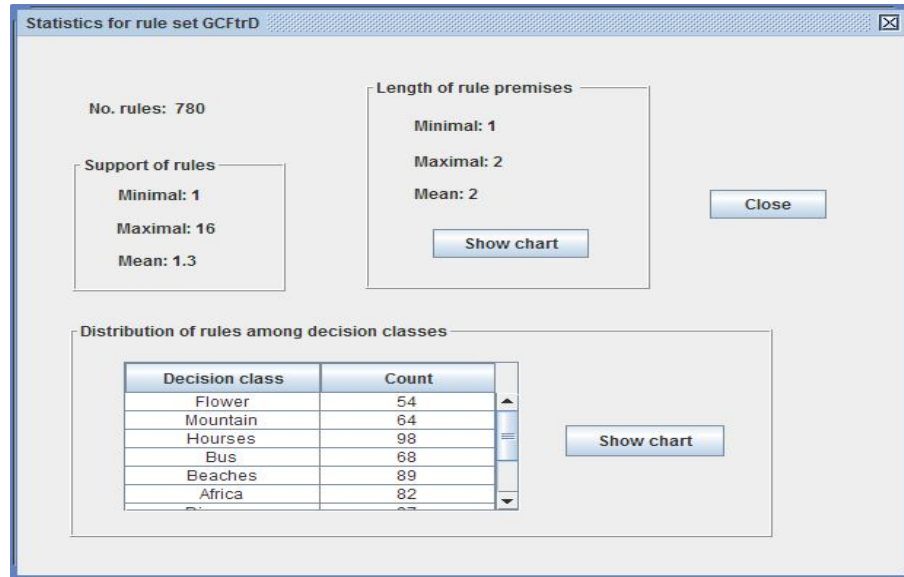 Statistics for rule set GCFtrD
No. rules: 780
Support of rules
Minimal: 1
Maximal: 16
Mean: 1.3
Length of rule premises
Minimal: 1
Maximal: 2
Mean: 2
Show chart
Close
Distribution of rules among decision classes
Decision class Count
Flower 54
Mountain 64
Hourses 98
Bus 68
Beaches 89
Africa 82
Show chart